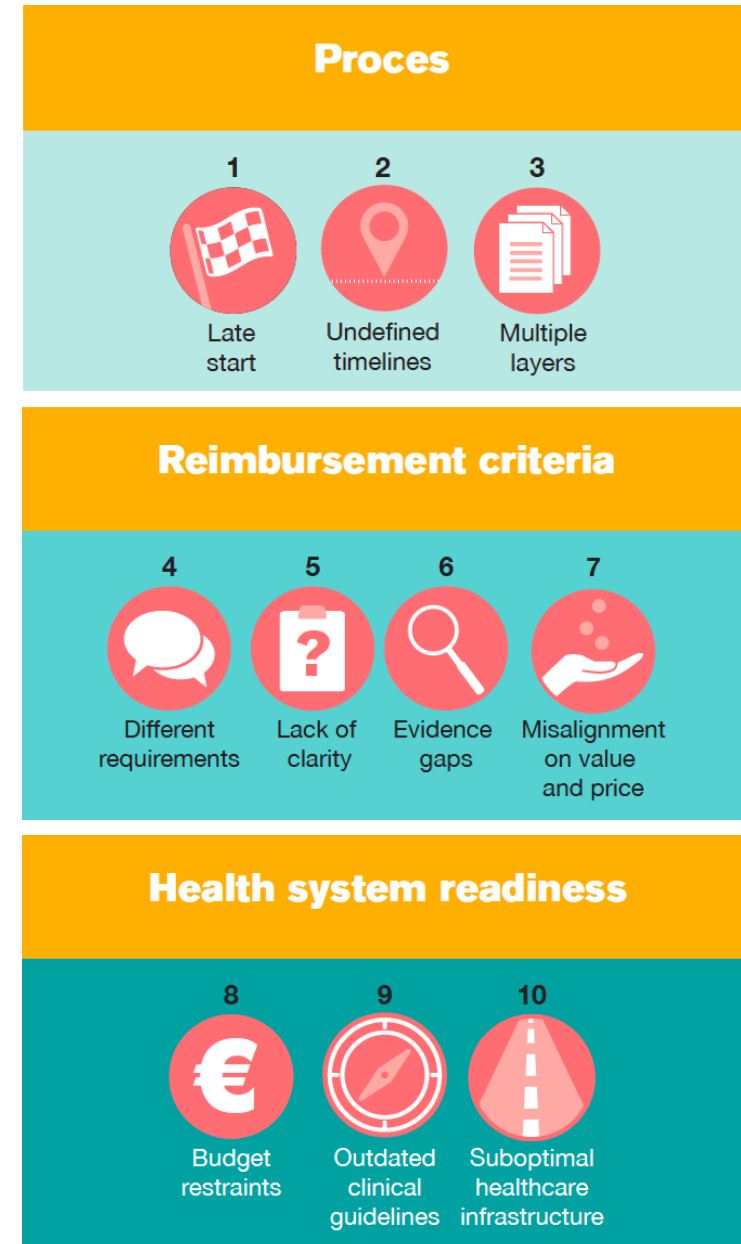 Proces
1
2
3
Late
start
Undefined
timelines
Multiple
layers
Reimbursement criteria
4
5
6
7
?
Different
requirements
Lack of
clarity
Evidence
gaps
Misalignment
on value
and price
Health system readiness
8
9
10
€
Budget
restraints
Outdated
clinical
guidelines
Suboptimal
healthcare
infrastructure